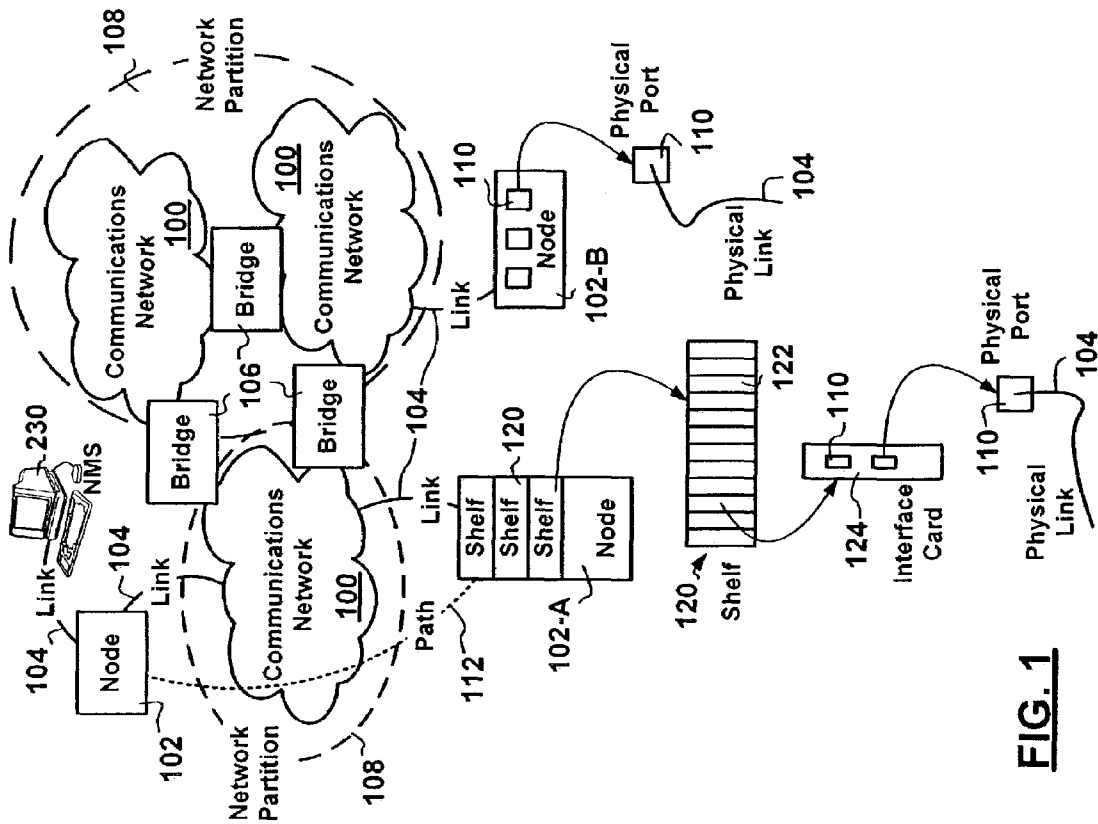 230
108
Link
NMS
104
104
Node
Link
102
Communications
Network
100
Network
Partition
Bridge
Bridge
106
Network
Partition
Communications
Network
100
Communications
Network
100
Bridge
108
Path
Link
104
104
Link
112
Shelf
Shelf
Shelf
120
Node
102-A
110
Node
102-B
Physical
Port
110
Physical
Link
104
120
Shelf
122
110
124
Interface
Card
Physical
Port
110
104
Physical
Link
FIG. 1